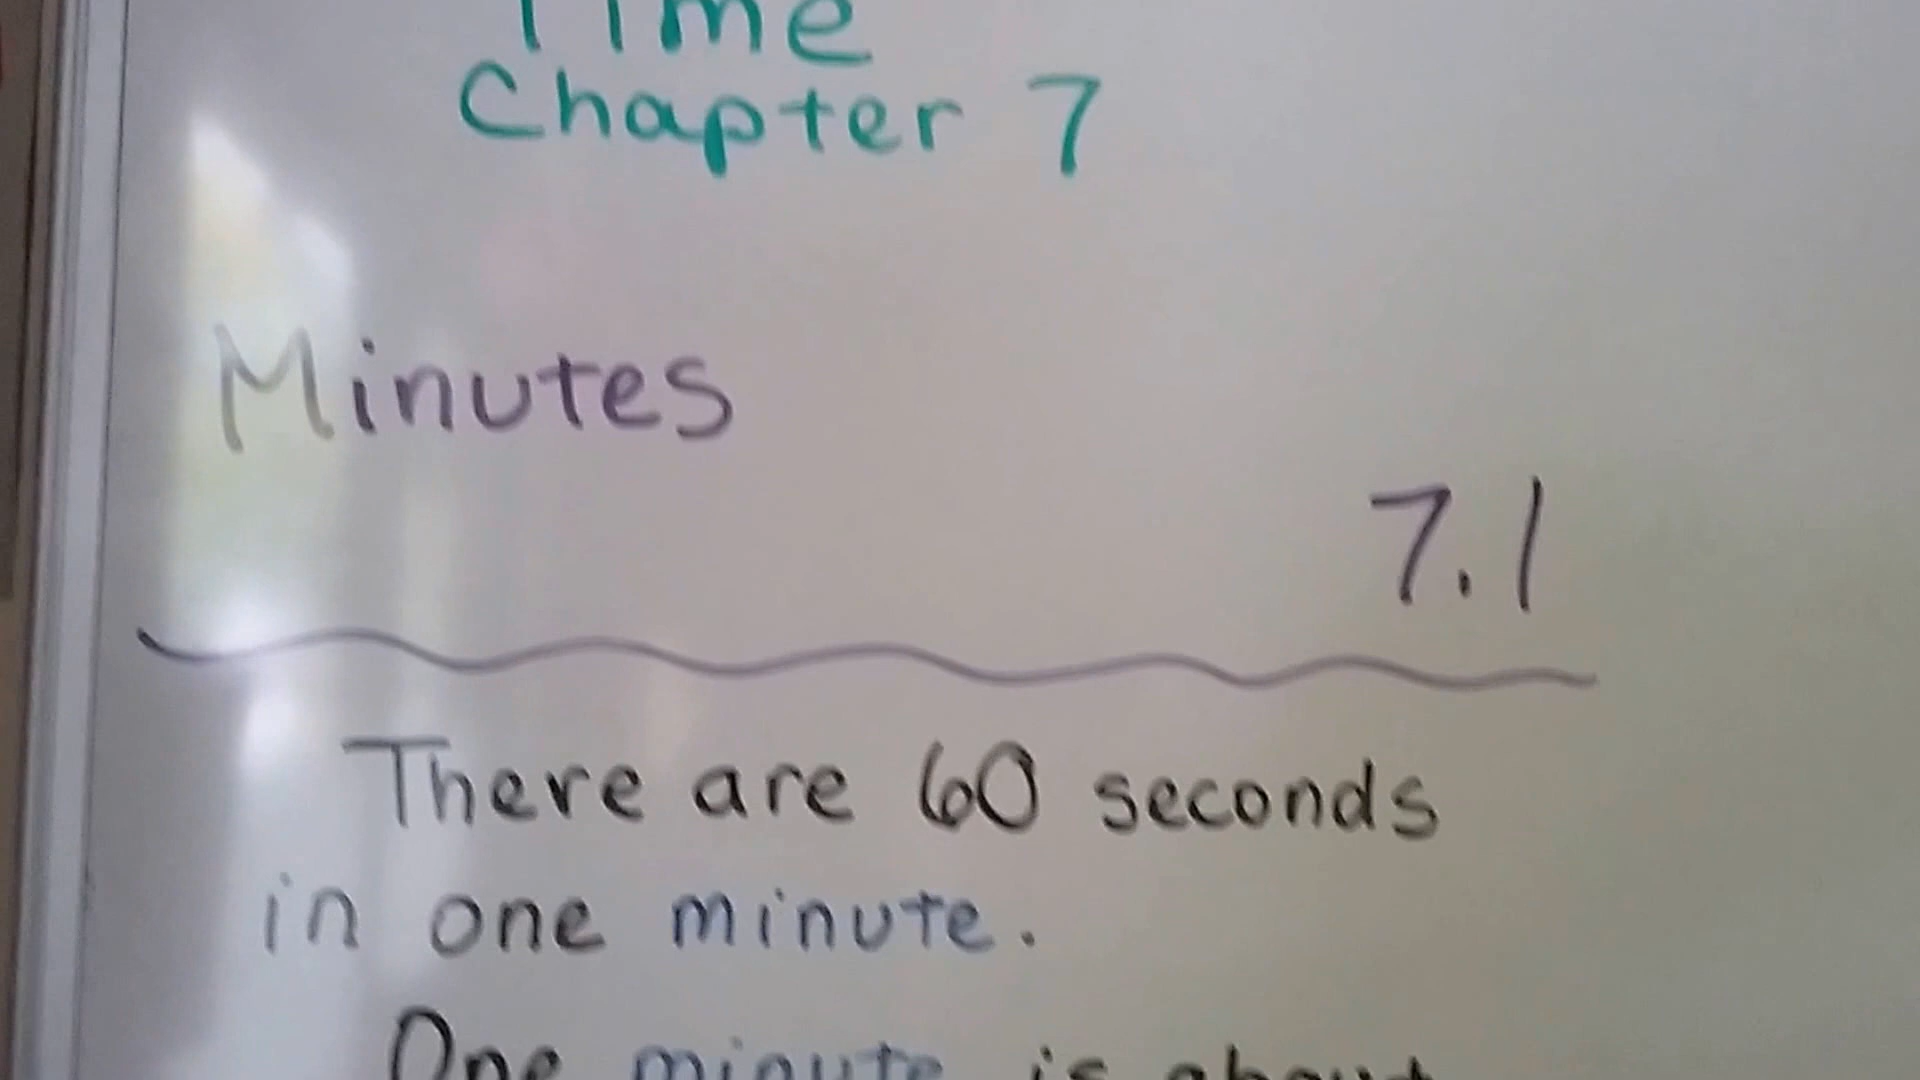 Time
Chapter 7
Minutes
7.1
There are 60 seconds
in one minute.
One minute is about